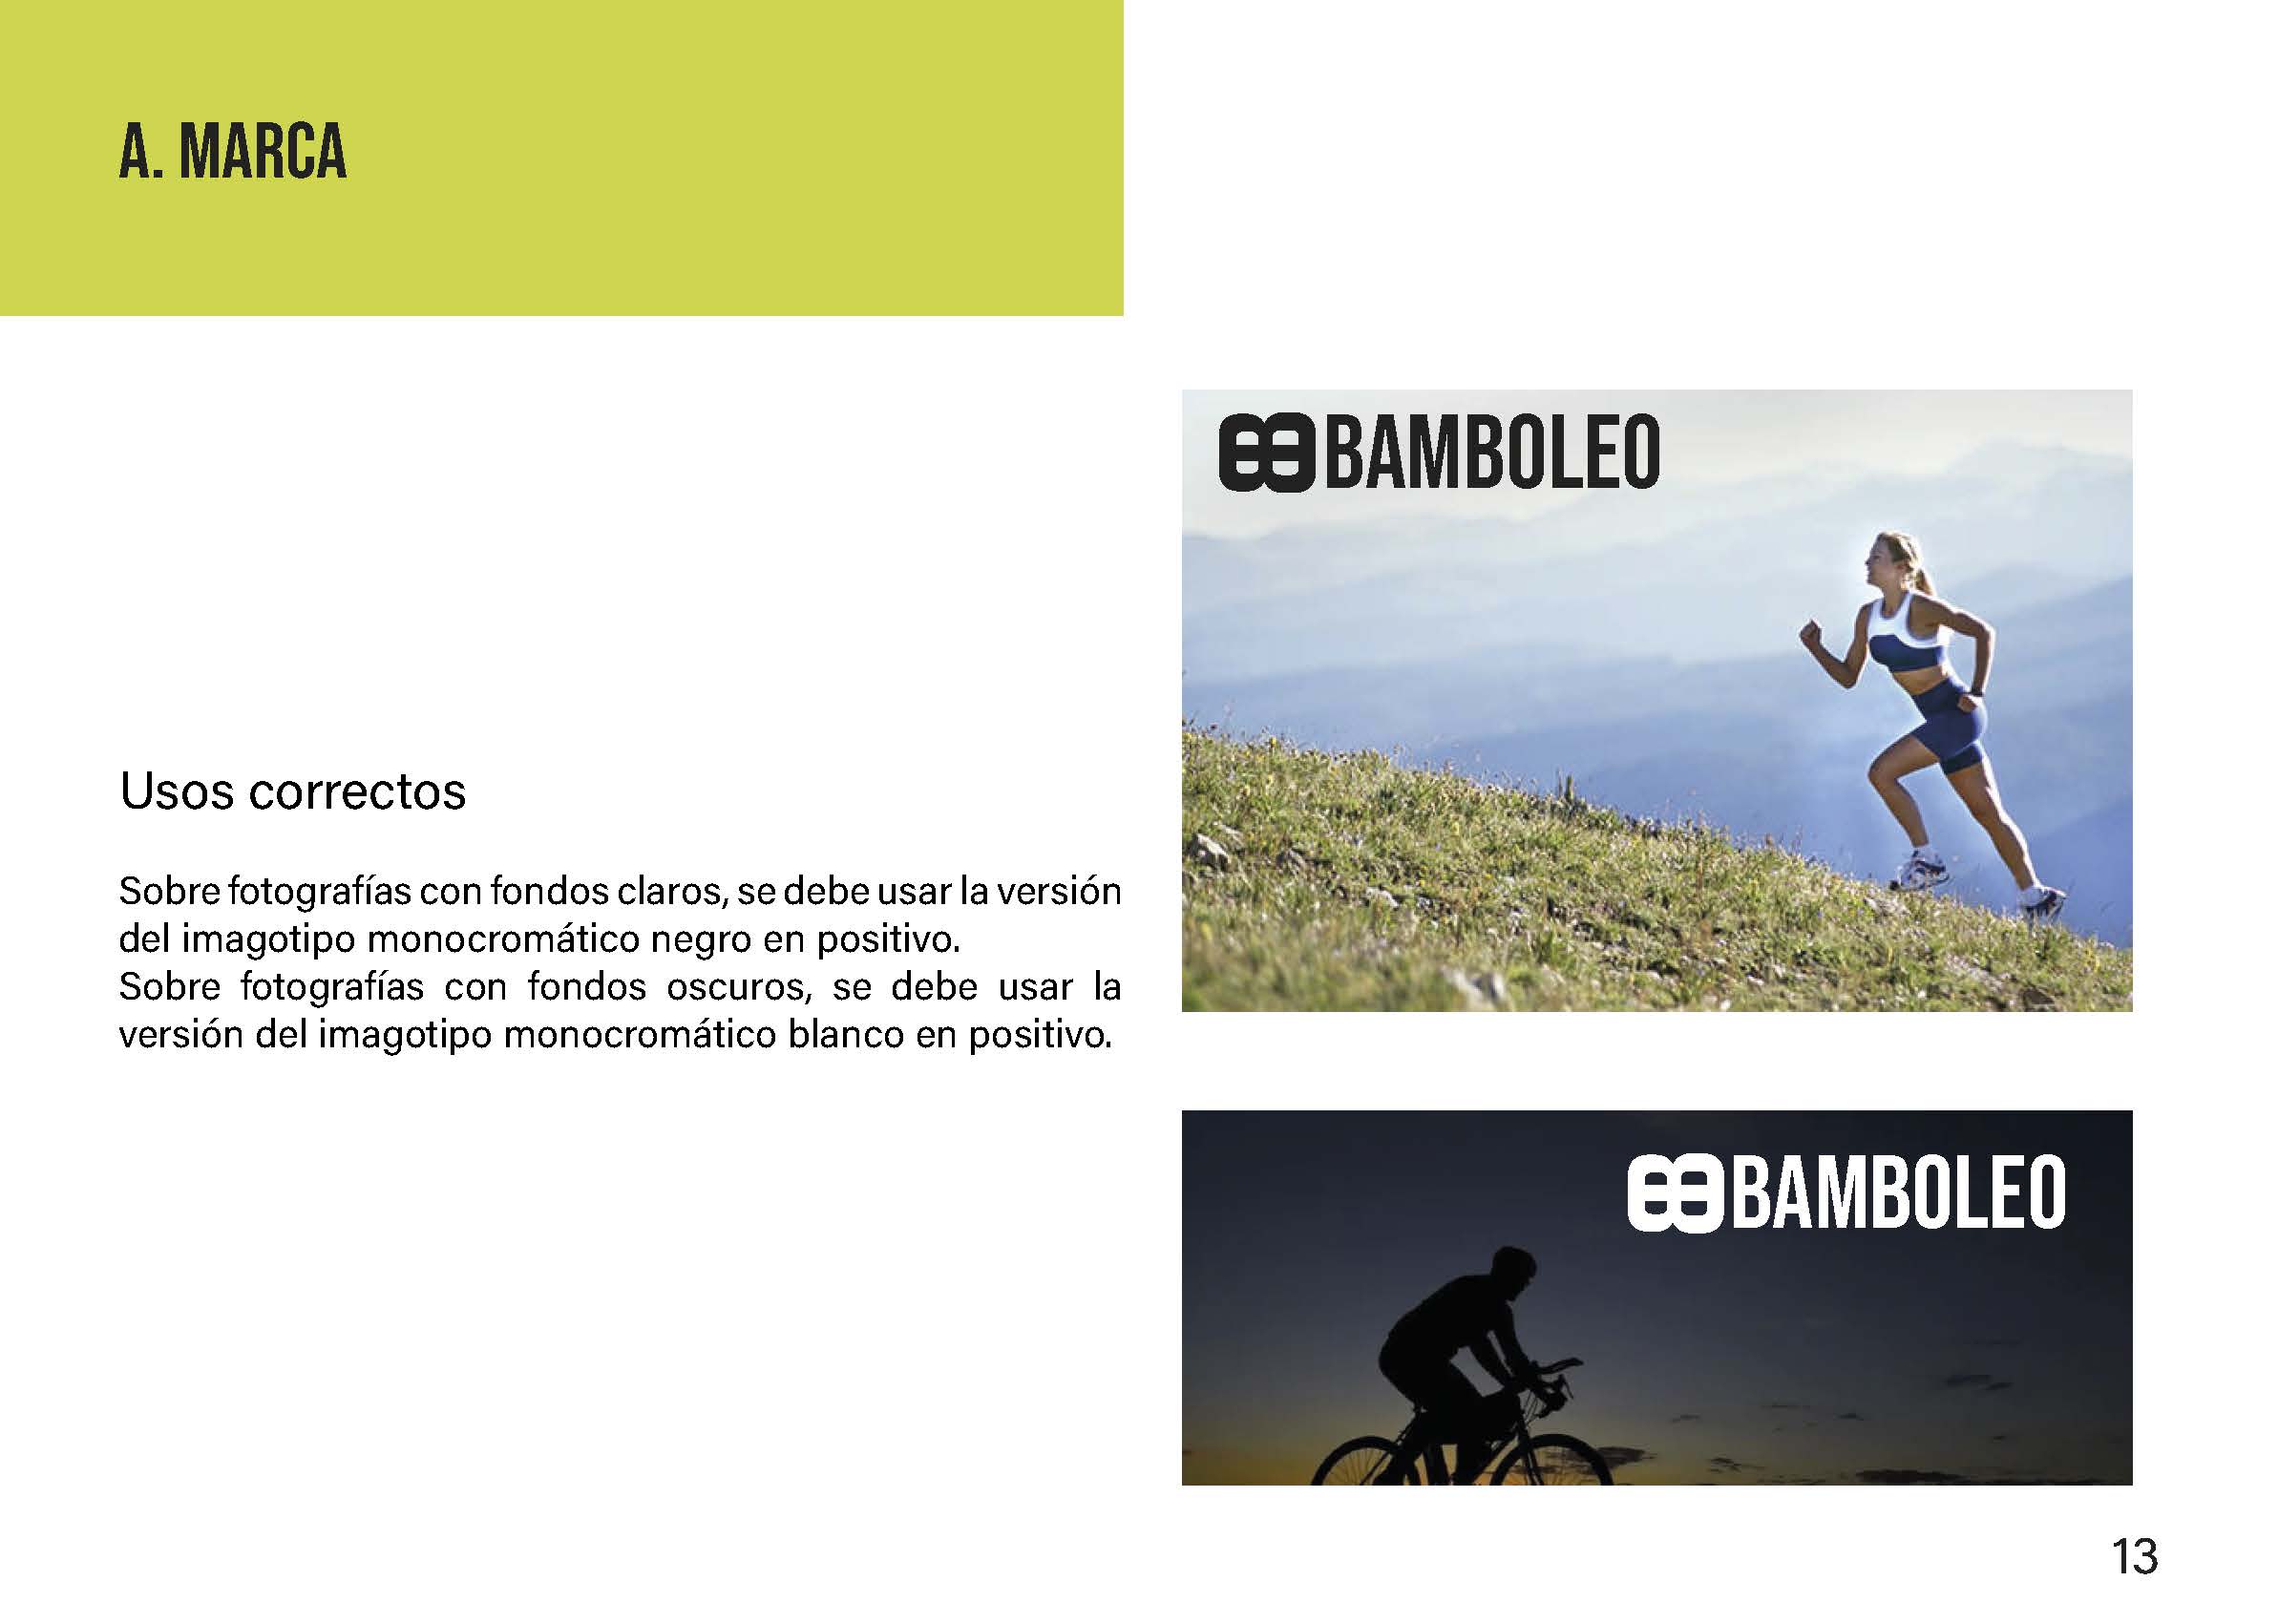 A. MARCA
BAMBOLEO
Usos correctos
Sobre fotografías con fondos claros, se debe usar la versión
del imagotipo monocromático negro en positivo.
Sobre fotografías con fondos oscuros, se debe usar la
versión del imagotipo monocromático blanco en positivo.
BAMBOLEO
13